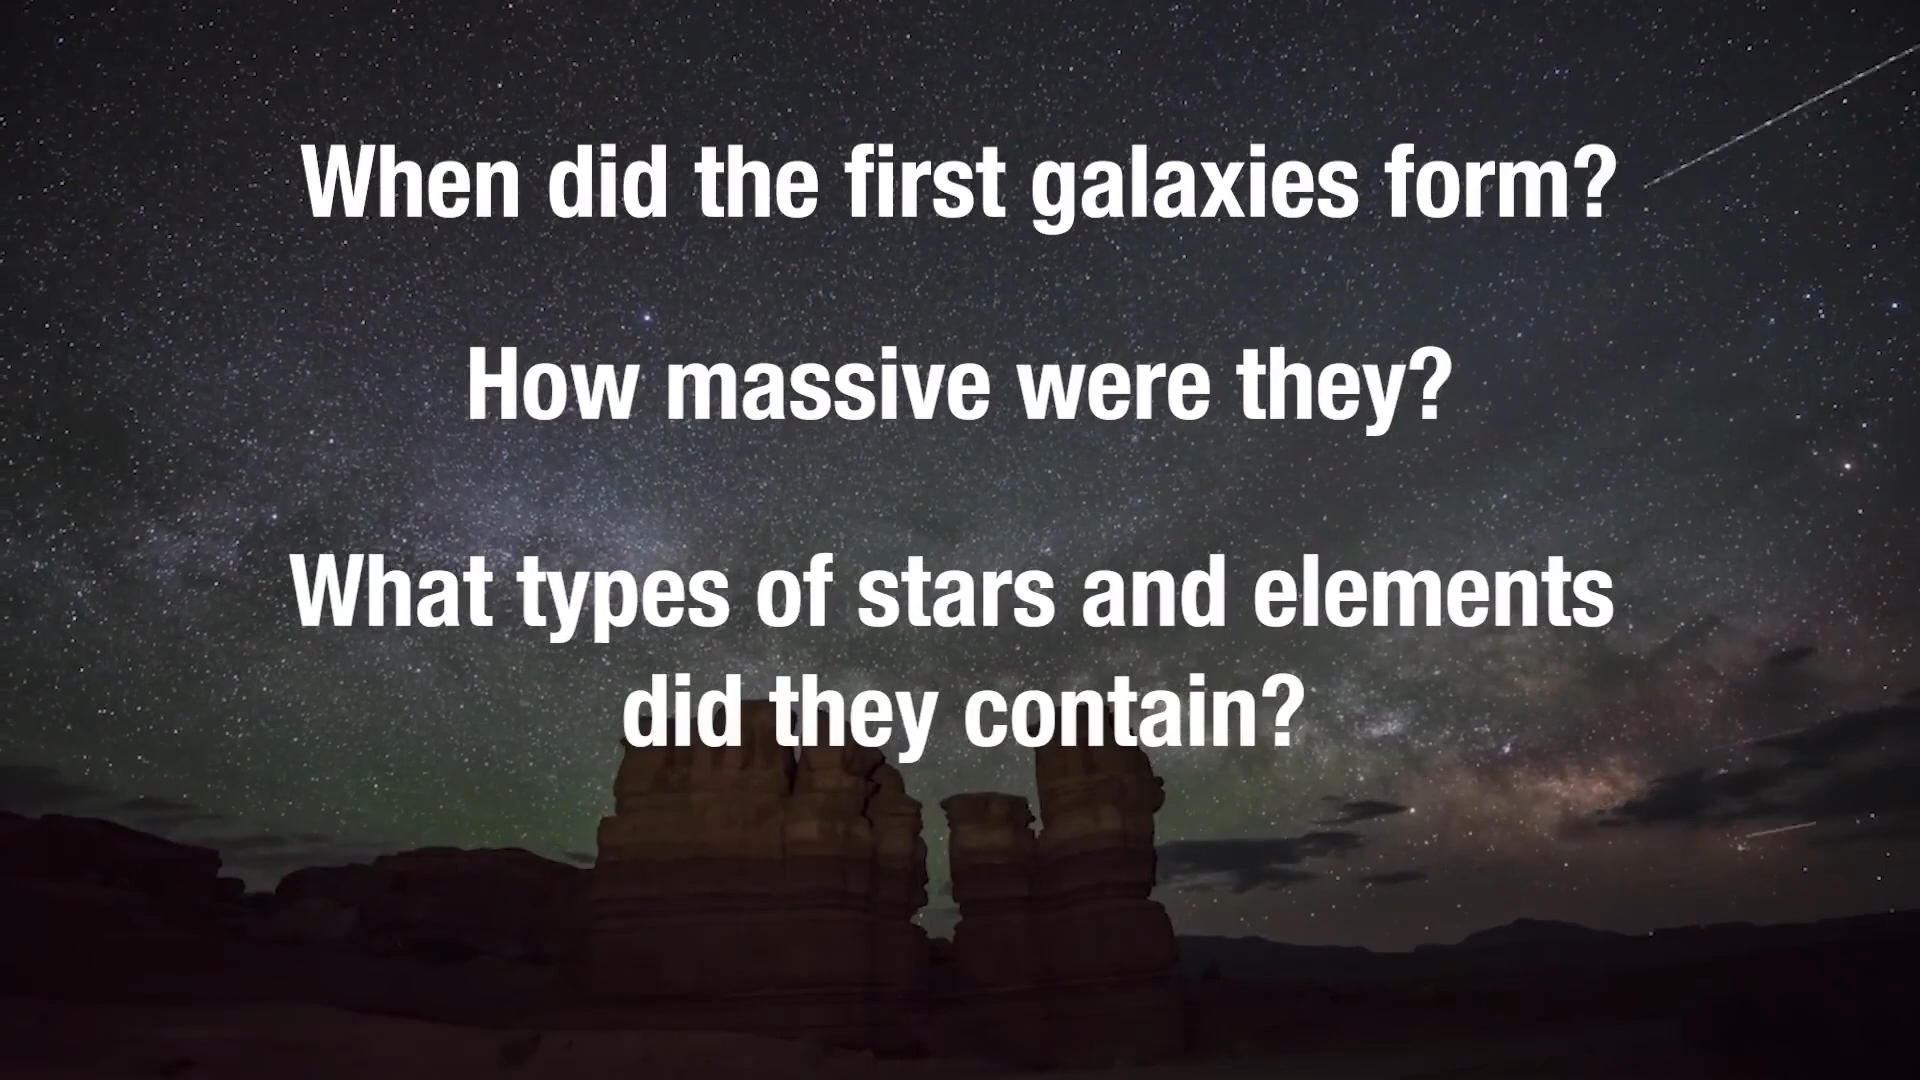 When did the first galaxies form?
How massive were they?
What types of stars and elements
did they contain?